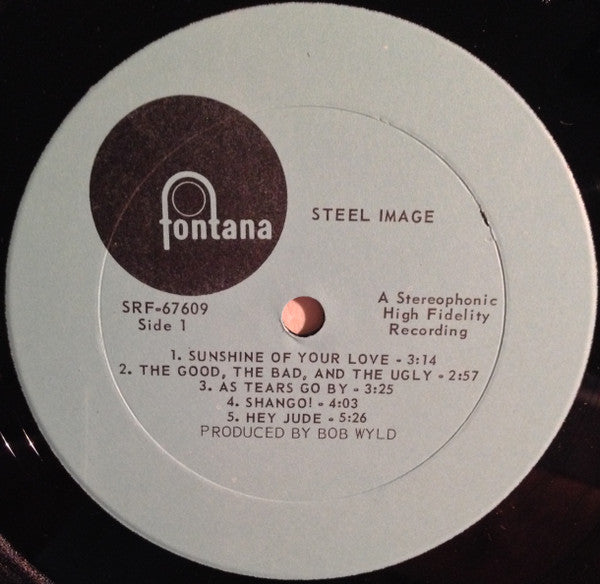 fontana
STEEL IMAGE
SRF-67609
Side 1
A Stereophonic
High Fidelity
Recording
1. SUNSHINE OF YOUR LOVE - 3:14
2. THE GOOD, THE BAD, AND THE UGLY - 2:57
3. AS TEARS GO BY - 3:25
4. SHANGO! - 4:03
5. HEY JUDE - 5:26
PRODUCED BY BOB WYLD